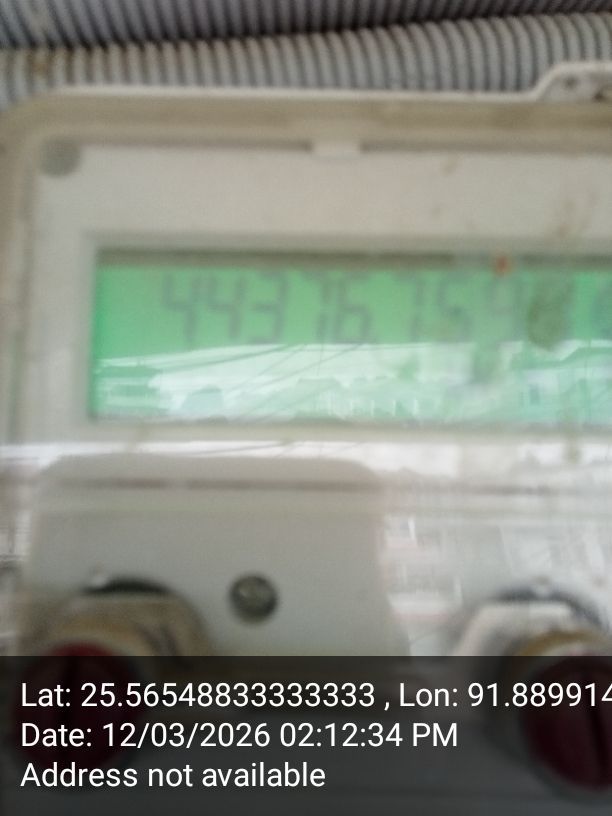 Lat: 25.56548833333333 , Lon: 91.889914
Date: 12/03/2026 02:12:34 PM
Address not available